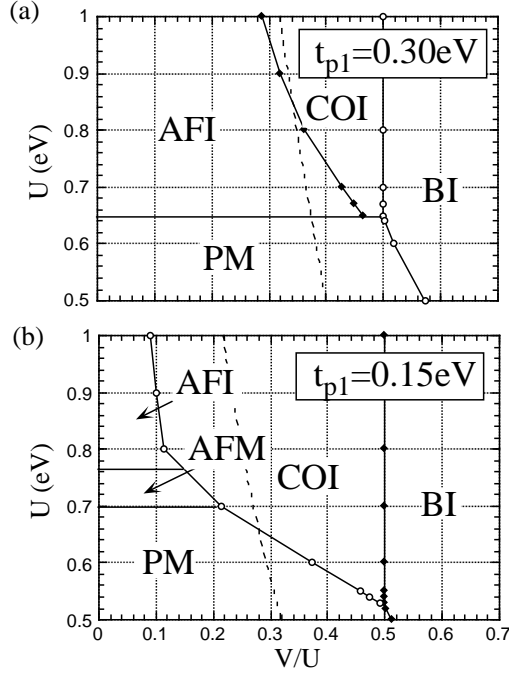 (a)
1
t_p1=0.30eV
0.9
COI
AFI
U (eV)
0.8
0.7
BI
0.6
PM
0.5
(b)
1
t_p1=0.15eV
AFI
0.9
AFM
U (eV)
0.8
COI
BI
0.7
PM
0.6
0.5
0 0.1 0.2 0.3 0.4 0.5 0.6 0.7
V/U